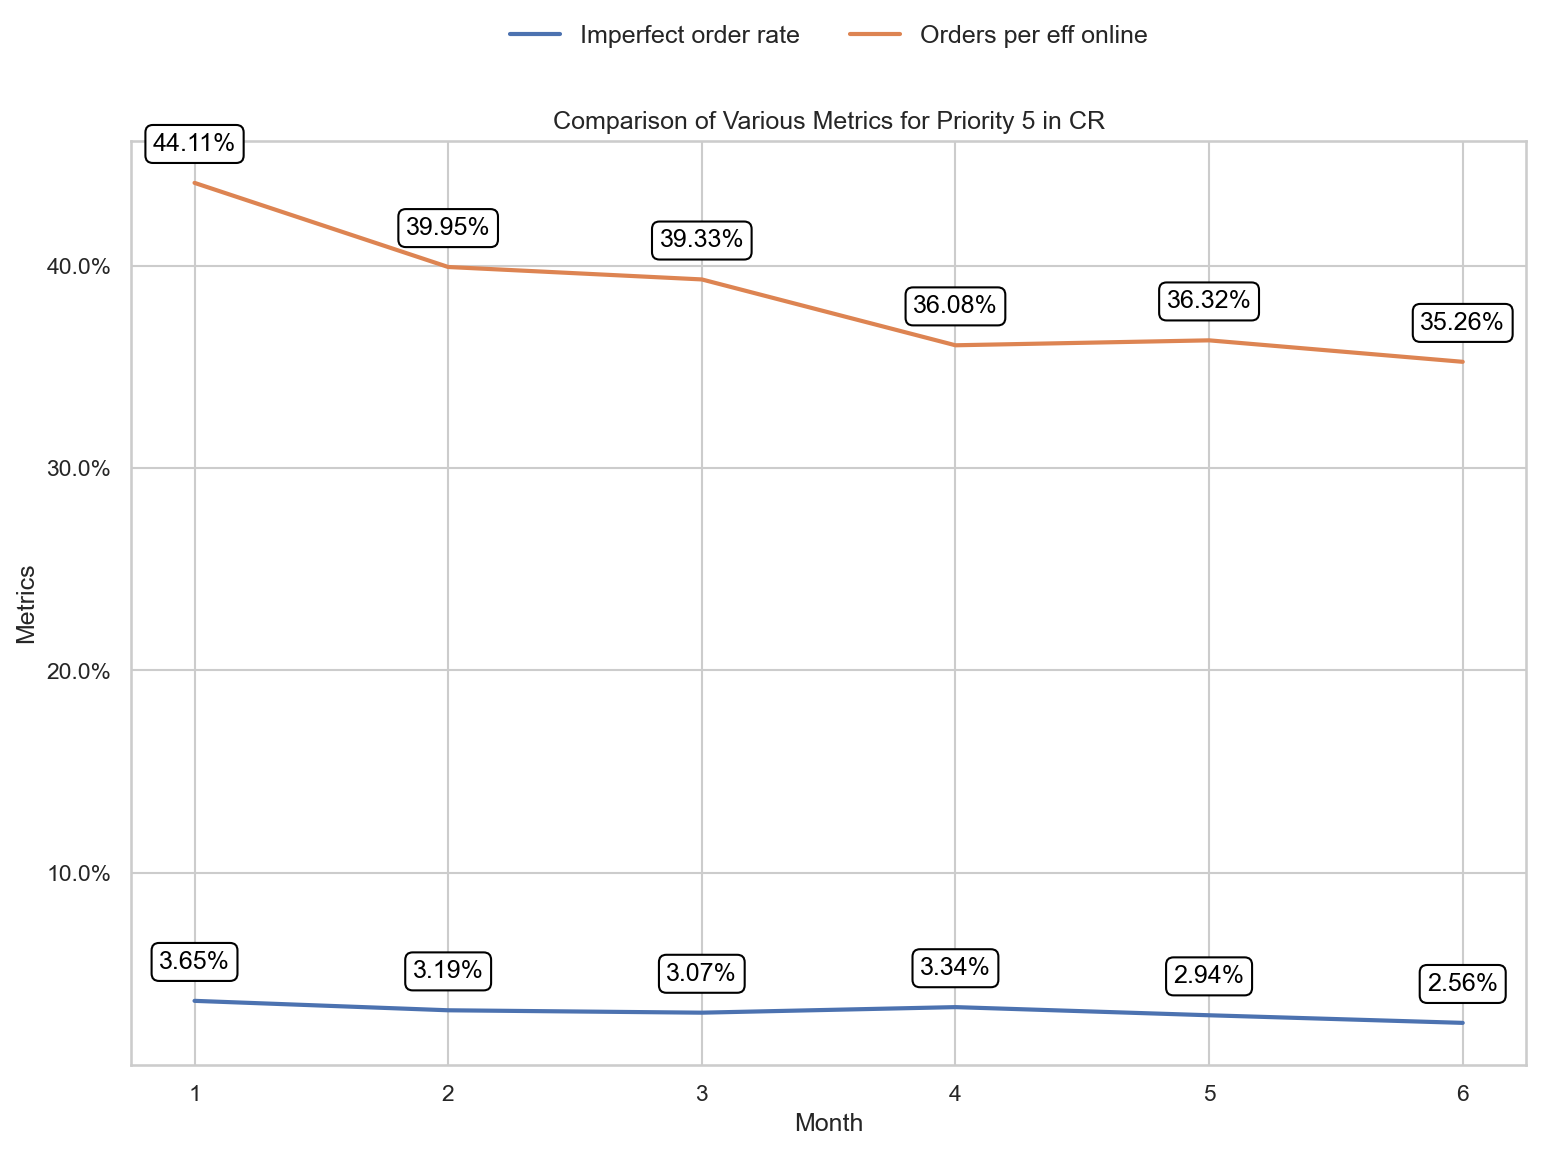 Imperfect order rate
Orders per eff online
Comparison of Various Metrics for Priority 5 in CR
44.11%
39.95%
39.33%
36.08%
36.32%
35.26%
40.0%
30.0%
20.0%
10.0%
Metrics
3.65%
3.19%
3.07%
3.34%
2.94%
2.56%
1 2 3 4 5 6
Month